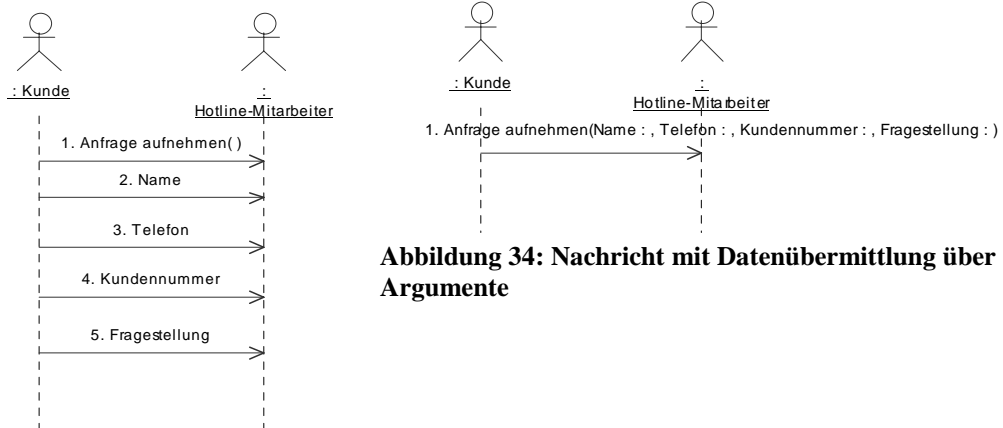 : Kunde
:
Hotline-Mitarbeiter
1. Anfrage aufnehmen( )
2. Name
3. Telefon
4. Kundennummer
5. Fragestellung
: Kunde
:
Hotline-Mitarbeiter
1. Anfrage aufnehmen(Name : , Telefon : , Kundennummer : , Fragestellung : )
Abbildung 34: Nachricht mit Datenübermittlung über
Argumente